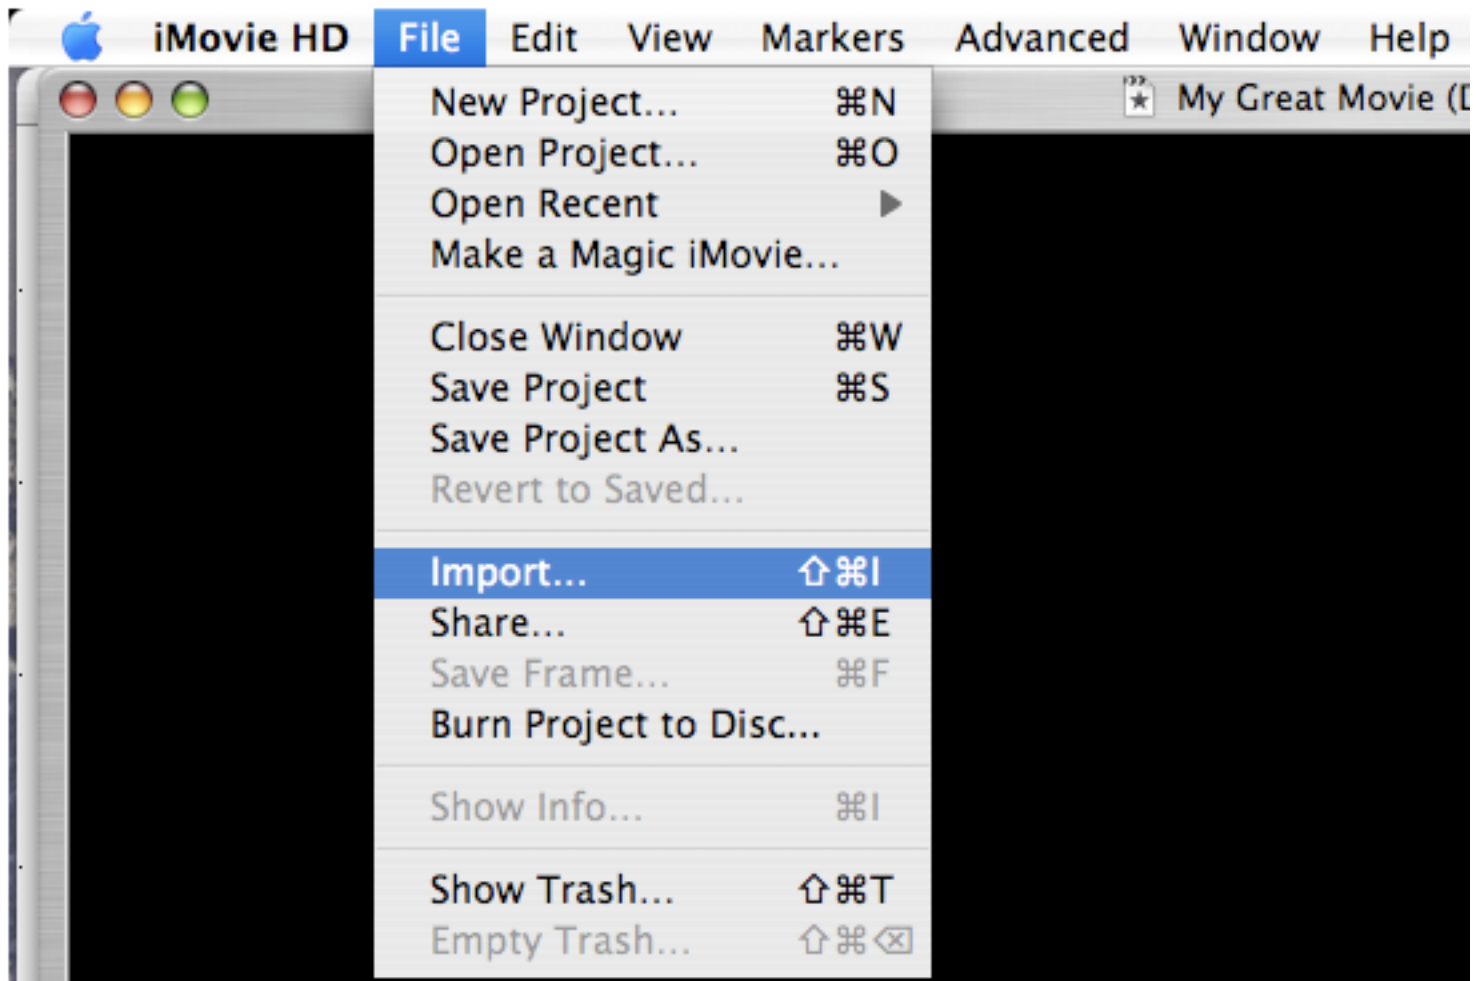 iMovie HD File Edit View Markers Advanced Window Help
My Great Movie (
New Project... ⌘N
Open Project... ⌘O
Open Recent ▶
Make a Magic iMovie...
Close Window ⌘W
Save Project ⌘S
Save Project As...
Revert to Saved...
Import... ⇧⌘I
Share... ⇧⌘E
Save Frame... ⌘F
Burn Project to Disc...
Show Info... ⌘I
Show Trash... ⇧⌘T
Empty Trash... ⇧⌘⌫